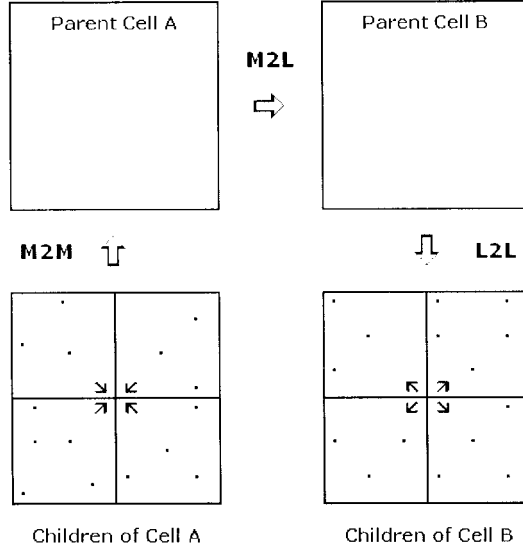 Parent Cell A
Parent Cell B
M2L
M2M
L2L
Children of Cell A
Children of Cell B